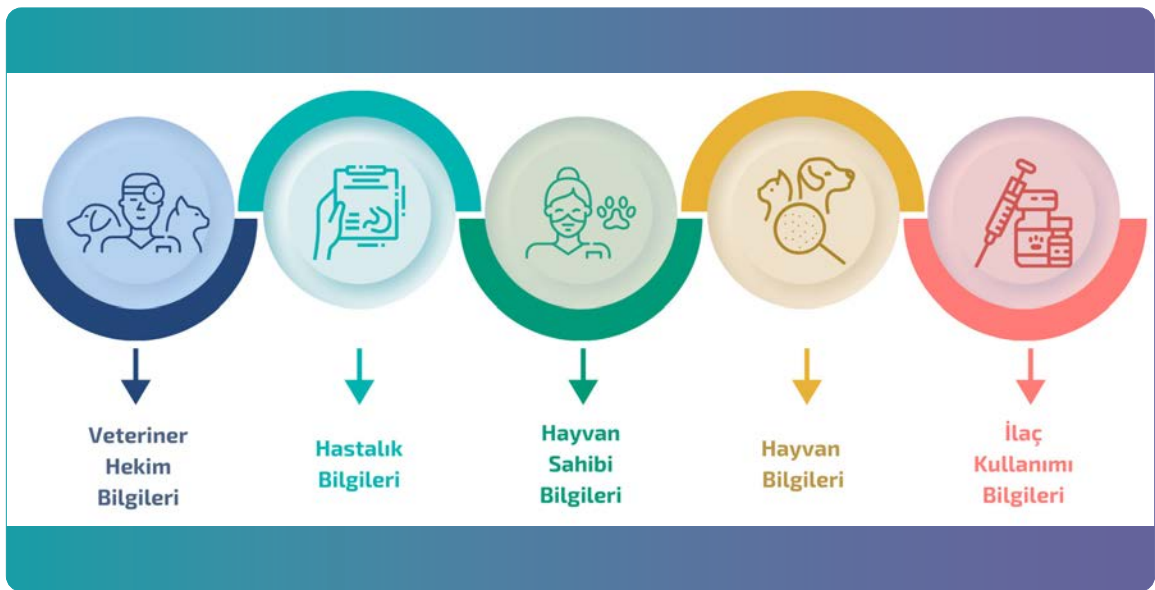 Veteriner
Hekim
Bilgileri
Hastalık
Bilgileri
Hayvan
Sahibi
Bilgileri
Hayvan
Bilgileri
İlaç
Kullanımı
Bilgileri